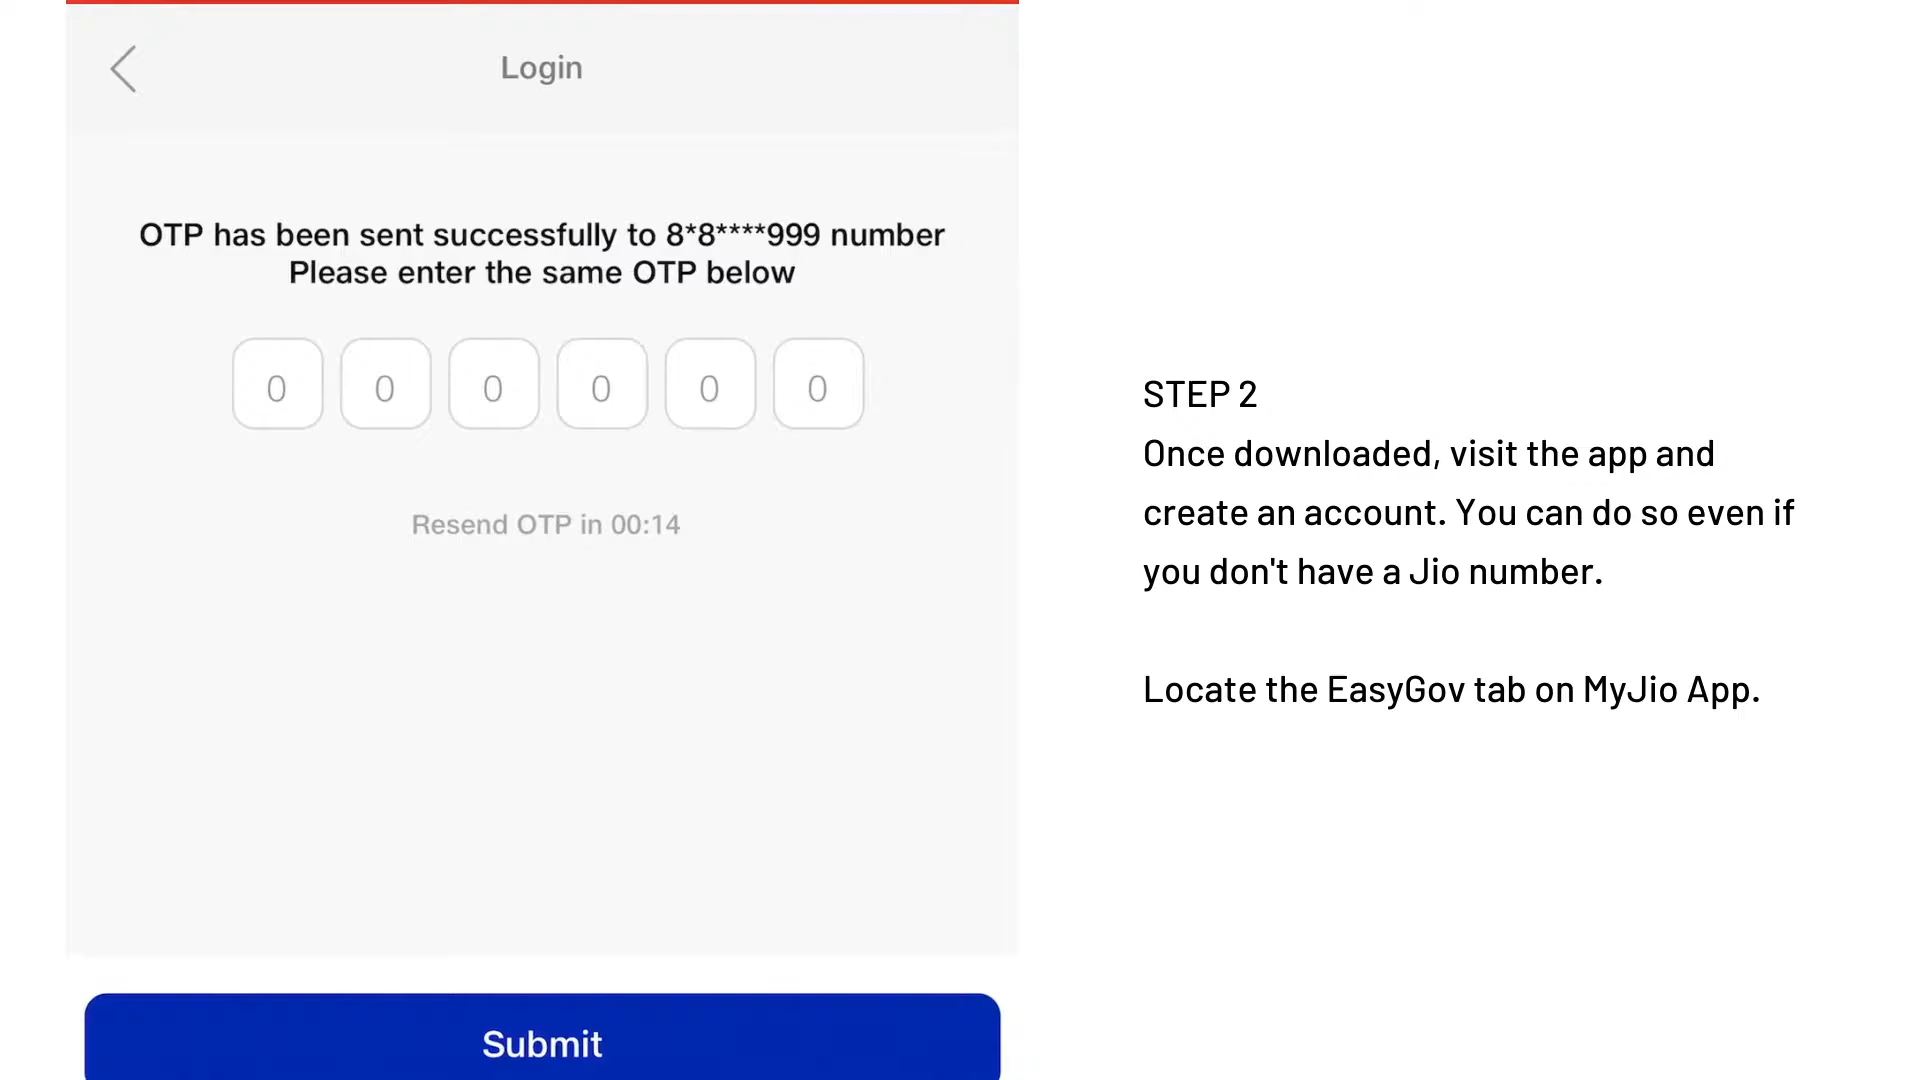 Login
OTP has been sent successfully to 8*8****999 number
Please enter the same OTP below
0 0 0 0 0 0
Resend OTP in 00:14
Submit
STEP 2
Once downloaded, visit the app and
create an account. You can do so even if
you don't have a Jio number.
Locate the EasyGov tab on MyJio App.